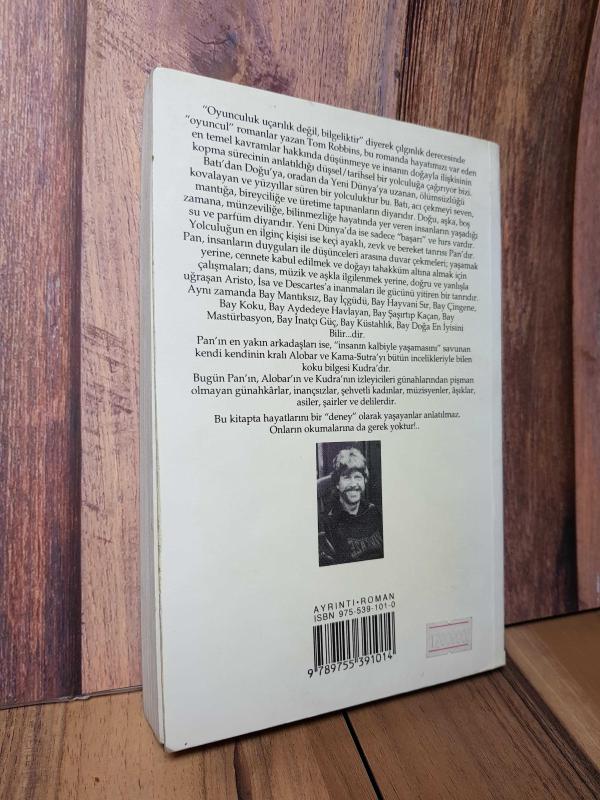 “Oyunculuk uçarılık değil, bilgeliktir” diyerek çılgınlık derecesinde
“oyuncul” romanlar yazan Tom Robbins, bu romanda hayatımızı var eden
en temel kavramlar hakkında düşünmeye ve insanın doğayla ilişkisinin
kopma sürecinin anlatıldığı düşsel/tarihsel bir yolculuğa çağırıyor bizi.
Batı’dan Doğu’ya, oradan da Yeni Dünya’ya uzanan, ölümsüzlüğü
kovalayan ve yüzyıllar süren bir yolculuktur bu. Batı, acı çekmeyi seven,
mantığa, bireyciliğe ve üretime tapınanların diyarıdır. Doğu, aşka, boş
zamana, münzeviliğe, bilinmezliğe hayatında yer veren insanların yaşadığı
su ve parfüm diyarıdır. Yeni Dünya’da ise sadece “başarı” ve hırs vardır.
Yolculuğun en ilginç kişisi ise keçi ayaklı, zevk ve bereket tanrısı Pan’dır.
Pan, insanların duyguları ile düşünceleri arasına duvar çekmeleri; yaşamak
yerine, cennete kabul edilmek ve doğayı tahakküm altına almak için
çalışmaları; dans, müzik ve aşkla ilgilenmek yerine, doğru ve yanlışla
uğraşan Aristo, İsa ve Descartes’a inanmaları ile gücünü yitiren bir tanrıdır.
Aynı zamanda Bay Mantıksız, Bay İçgüdü, Bay Hayvani Sır, Bay Çingene,
Bay Koku, Bay Aydedeye Havlayan, Bay Şaşırtıp Kaçan, Bay
Mastürbasyon, Bay İnatçı Güç, Bay Küstahlık, Bay Doğa En İyisini
Bilir...dir.
Pan’ın en yakın arkadaşları ise, “insanın kalbiyle yaşamasını” savunan
kendi kendinin kralı Alobar ve Kama-Sutra’yı bütün incelikleriyle bilen
koku bilgesi Kudra’dır.
Bugün Pan’ın, Alobar’ın ve Kudra’nın izleyicileri günahlarından pişman
olmayan günahkârlar, inançsızlar, şehvetli kadınlar, müzisyenler, âşıklar,
asiler, şairler ve delilerdir.
Bu kitapta hayatlarını bir “deney” olarak yaşayanlar anlatılmaz.
Onların okumalarına da gerek yoktur!..
AYRINTI • ROMAN
ISBN 975-539-101-0
9 789755 391014